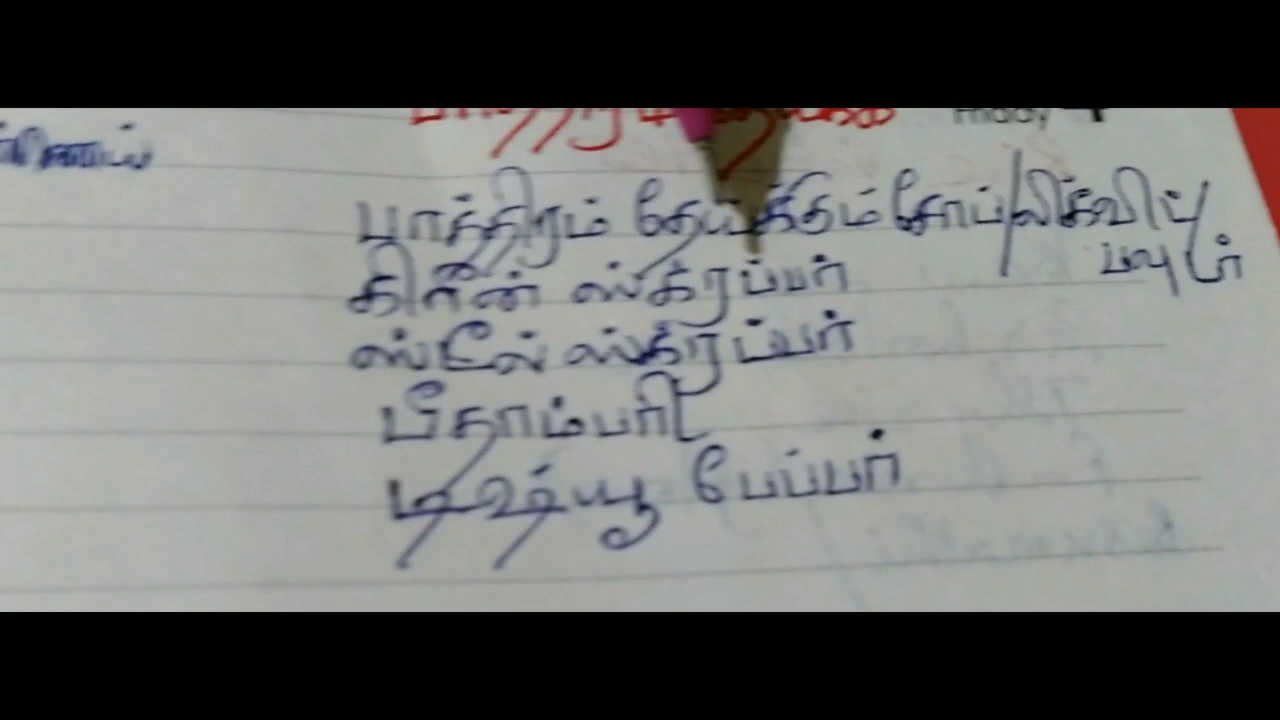 பாத்திரம் தேய்க்கும் சோப்/லிக்விட்/
பவுடர்
கிரீன் ஸ்க்ரப்பர்
ஸ்டீல் ஸ்க்ரப்பர்
பீதாம்பரி
டிஷ்யூ பேப்பர்